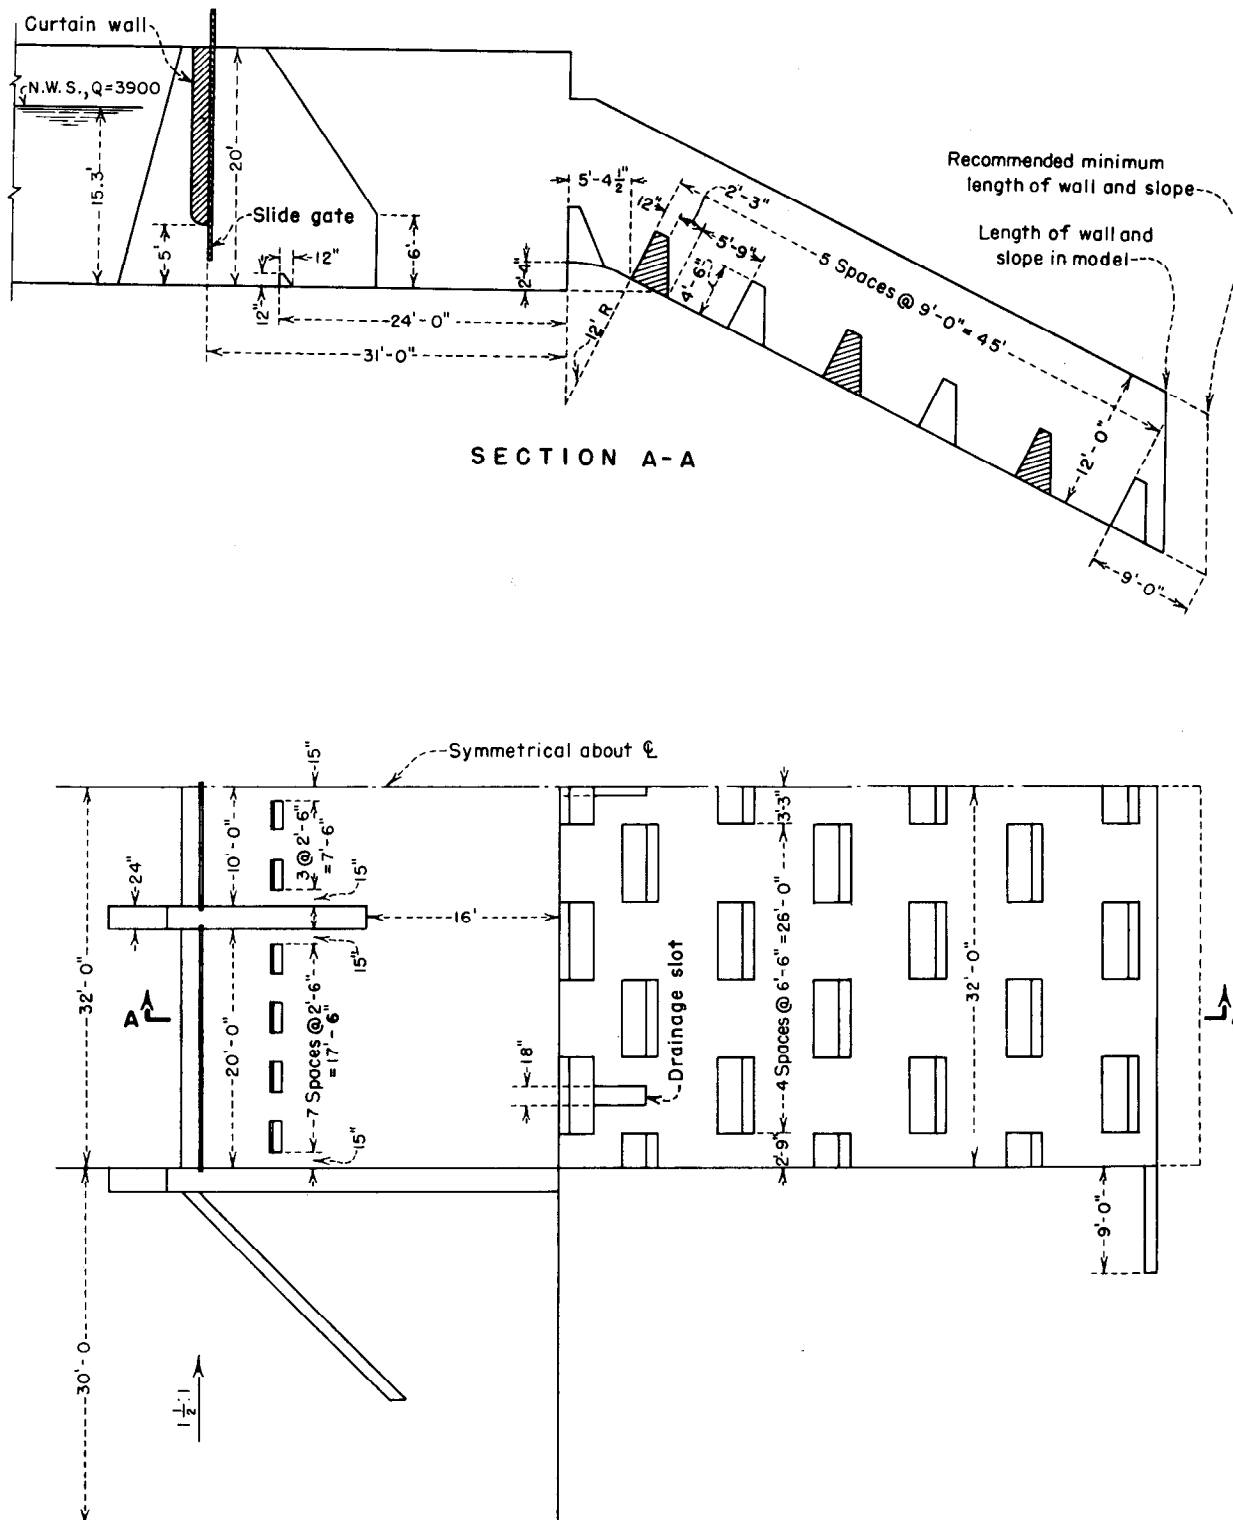 Curtain wall
N.W.S., Q=3900
15.3'
20'
5'
Slide gate
12"
12"
6'
24'-0"
31'-0"
2'-4"
5'-4 1/2"
12"
2'-3"
5'-9"
4'-6"
12' R
5 Spaces @ 9'-0" = 45'
Recommended minimum
length of wall and slope
Length of wall and
slope in model
12'-0"
9'-0"
SECTION A-A
Symmetrical about ℄
15"
3 @ 2'-6"
= 7'-6"
15"
10'-0"
24"
16'
3'-3"
32'-0"
15"
7 Spaces @ 2'-6"
= 17'-6"
20'-0"
15"
A
Drainage slot
18"
4 Spaces @ 6'-6" = 26'-0"
32'-0"
2'-9"
9'-0"
30'-0
1 1/2:1